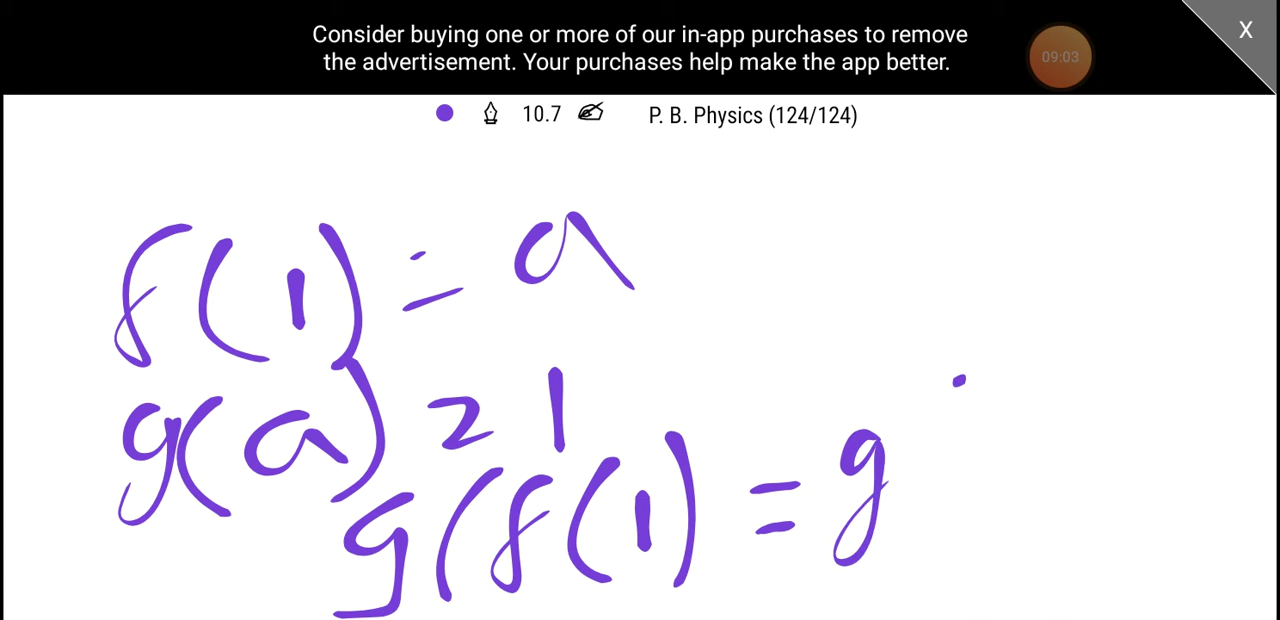 Consider buying one or more of our in-app purchases to remove
the advertisement. Your purchases help make the app better.
09:03
X
10.7
P. B. Physics (124/124)
f(1) = a
g(a) = 1
g(f(1) = g